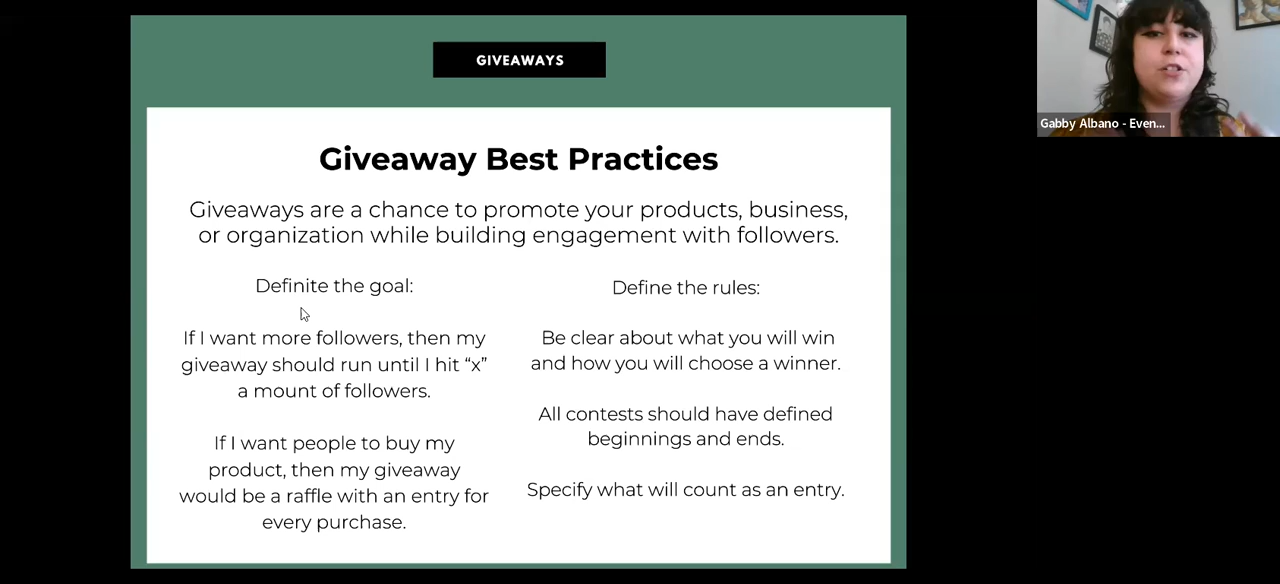 GIVEAWAYS
Giveaway Best Practices
Giveaways are a chance to promote your products, business,
or organization while building engagement with followers.
Definite the goal:
If I want more followers, then my
giveaway should run until I hit “x”
a mount of followers.
If I want people to buy my
product, then my giveaway
would be a raffle with an entry for
every purchase.
Define the rules:
Be clear about what you will win
and how you will choose a winner.
All contests should have defined
beginnings and ends.
Specify what will count as an entry.
Gabby Albano - Even...